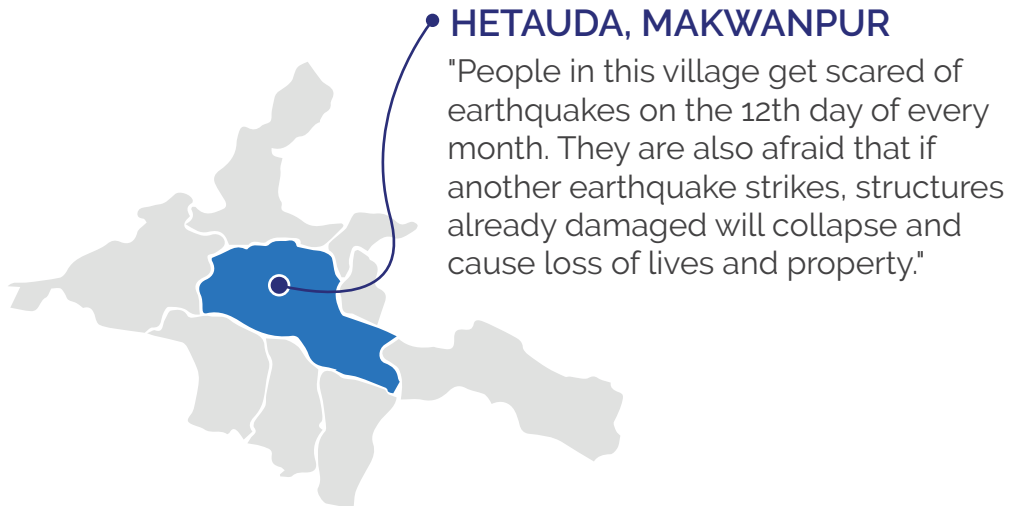 HETAUDA, MAKWANPUR
"People in this village get scared of
earthquakes on the 12th day of every
month. They are also afraid that if
another earthquake strikes, structures
already damaged will collapse and
cause loss of lives and property."